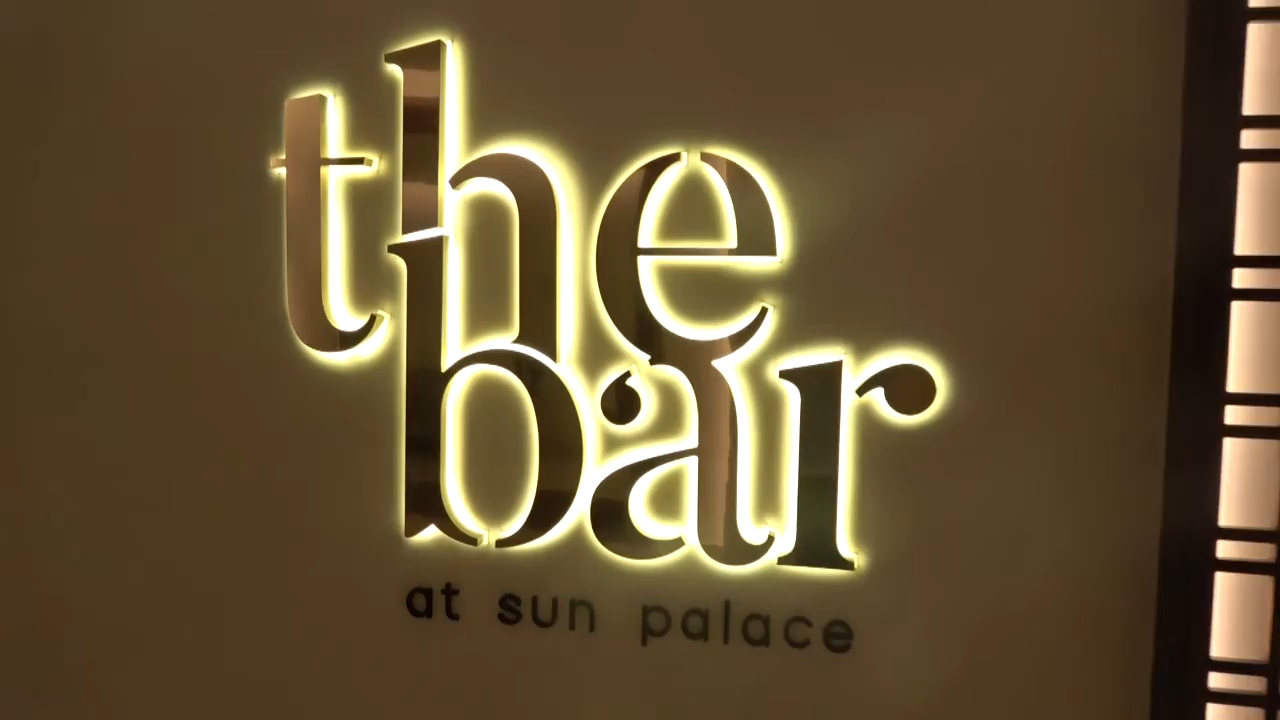 the
bar
at sun palace